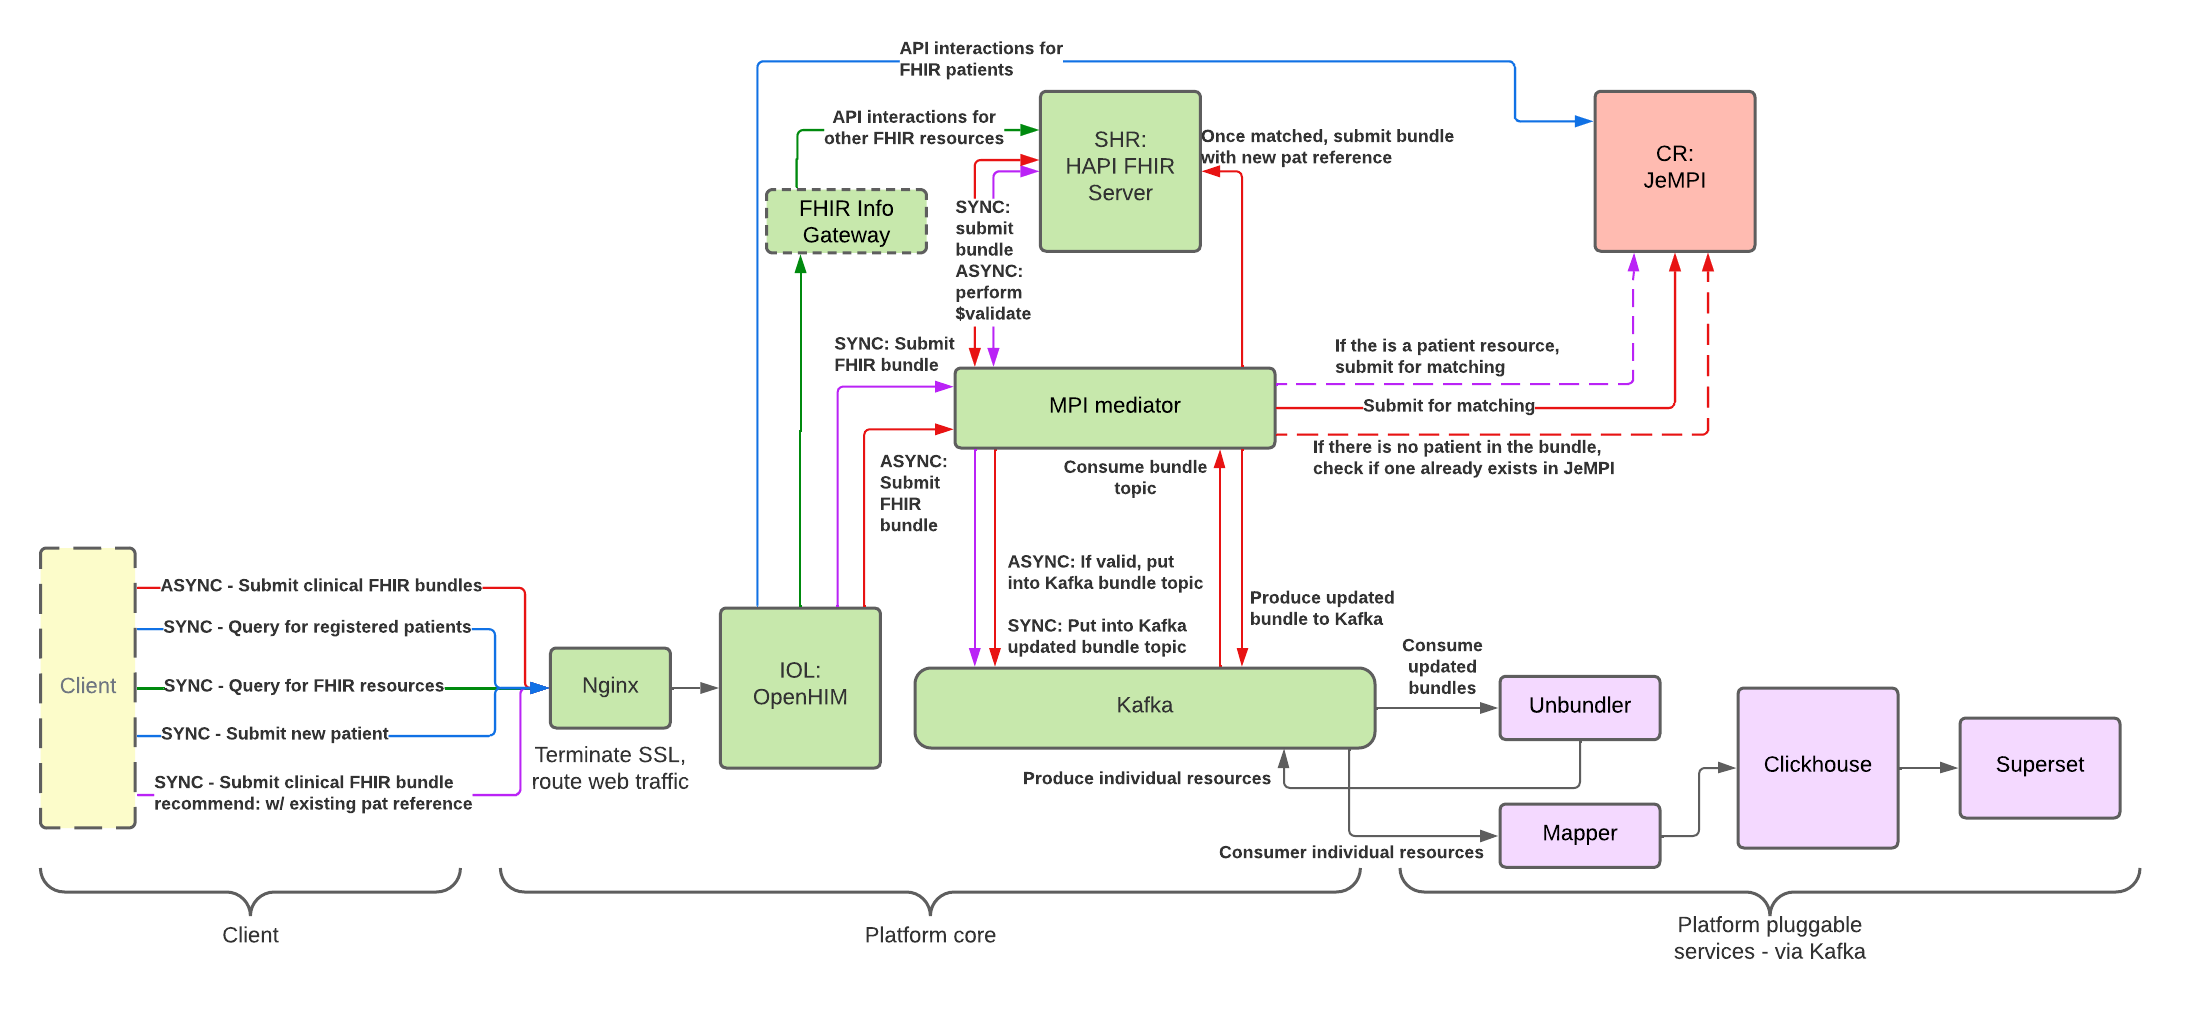 API interactions for
FHIR patients
API interactions for
other FHIR resources
SHR:
HAPI FHIR
Server
Once matched, submit bundle
with new pat reference
CR:
JeMPI
FHIR Info
Gateway
SYNC:
submit
bundle
ASYNC:
perform
$validate
SYNC: Submit
FHIR bundle
If the is a patient resource,
submit for matching
MPI mediator
Submit for matching
If there is no patient in the bundle,
check if one already exists in JeMPI
ASYNC:
Submit
FHIR
bundle
Consume bundle
topic
ASYNC: If valid, put
into Kafka bundle topic
SYNC: Put into Kafka
updated bundle topic
Produce updated
bundle to Kafka
Client
ASYNC - Submit clinical FHIR bundles
SYNC - Query for registered patients
SYNC - Query for FHIR resources
SYNC - Submit new patient
SYNC - Submit clinical FHIR bundle
recommend: w/ existing pat reference
Nginx
Terminate SSL,
route web traffic
IOL:
OpenHIM
Kafka
Consume
updated
bundles
Unbundler
Produce individual resources
Mapper
Consumer individual resources
Clickhouse
Superset
Client
Platform core
Platform pluggable
services - via Kafka